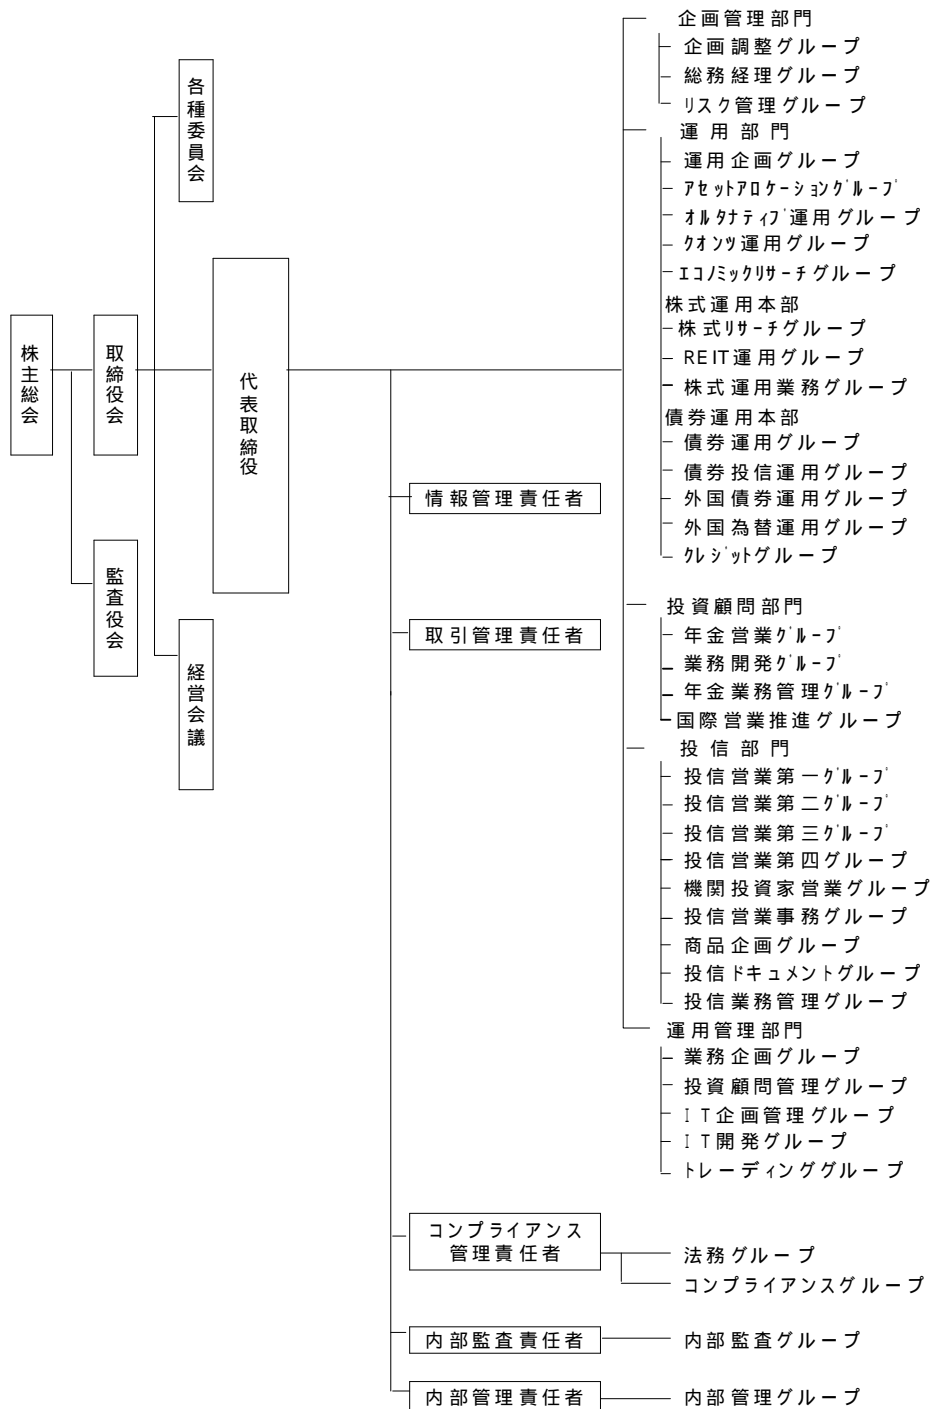 株主総会
取締役会
監査役会
各種委員会
経営会議
代表取締役
情報管理責任者
取引管理責任者
コンプライアンス
管理責任者
内部監査責任者
内部管理責任者
企画管理部門
企画調整グループ
総務経理グループ
リスク管理グループ
運用部門
運用企画グループ
アセットアロケーショングループ
オルタナティブ運用グループ
クオンツ運用グループ
エコノミックリサーチグループ
株式運用本部
株式リサーチグループ
REIT運用グループ
株式運用業務グループ
債券運用本部
債券運用グループ
債券投信運用グループ
外国債券運用グループ
外国為替運用グループ
クレジットグループ
投資顧問部門
年金営業グループ
業務開発グループ
年金業務管理グループ
国際営業推進グループ
投信部門
投信営業第一グループ
投信営業第二グループ
投信営業第三グループ
投信営業第四グループ
機関投資家営業グループ
投信営業事務グループ
商品企画グループ
投信ドキュメントグループ
投信業務管理グループ
運用管理部門
業務企画グループ
投資顧問管理グループ
IT企画管理グループ
IT開発グループ
トレーディンググループ
法務グループ
コンプライアンスグループ
内部監査グループ
内部管理グループ